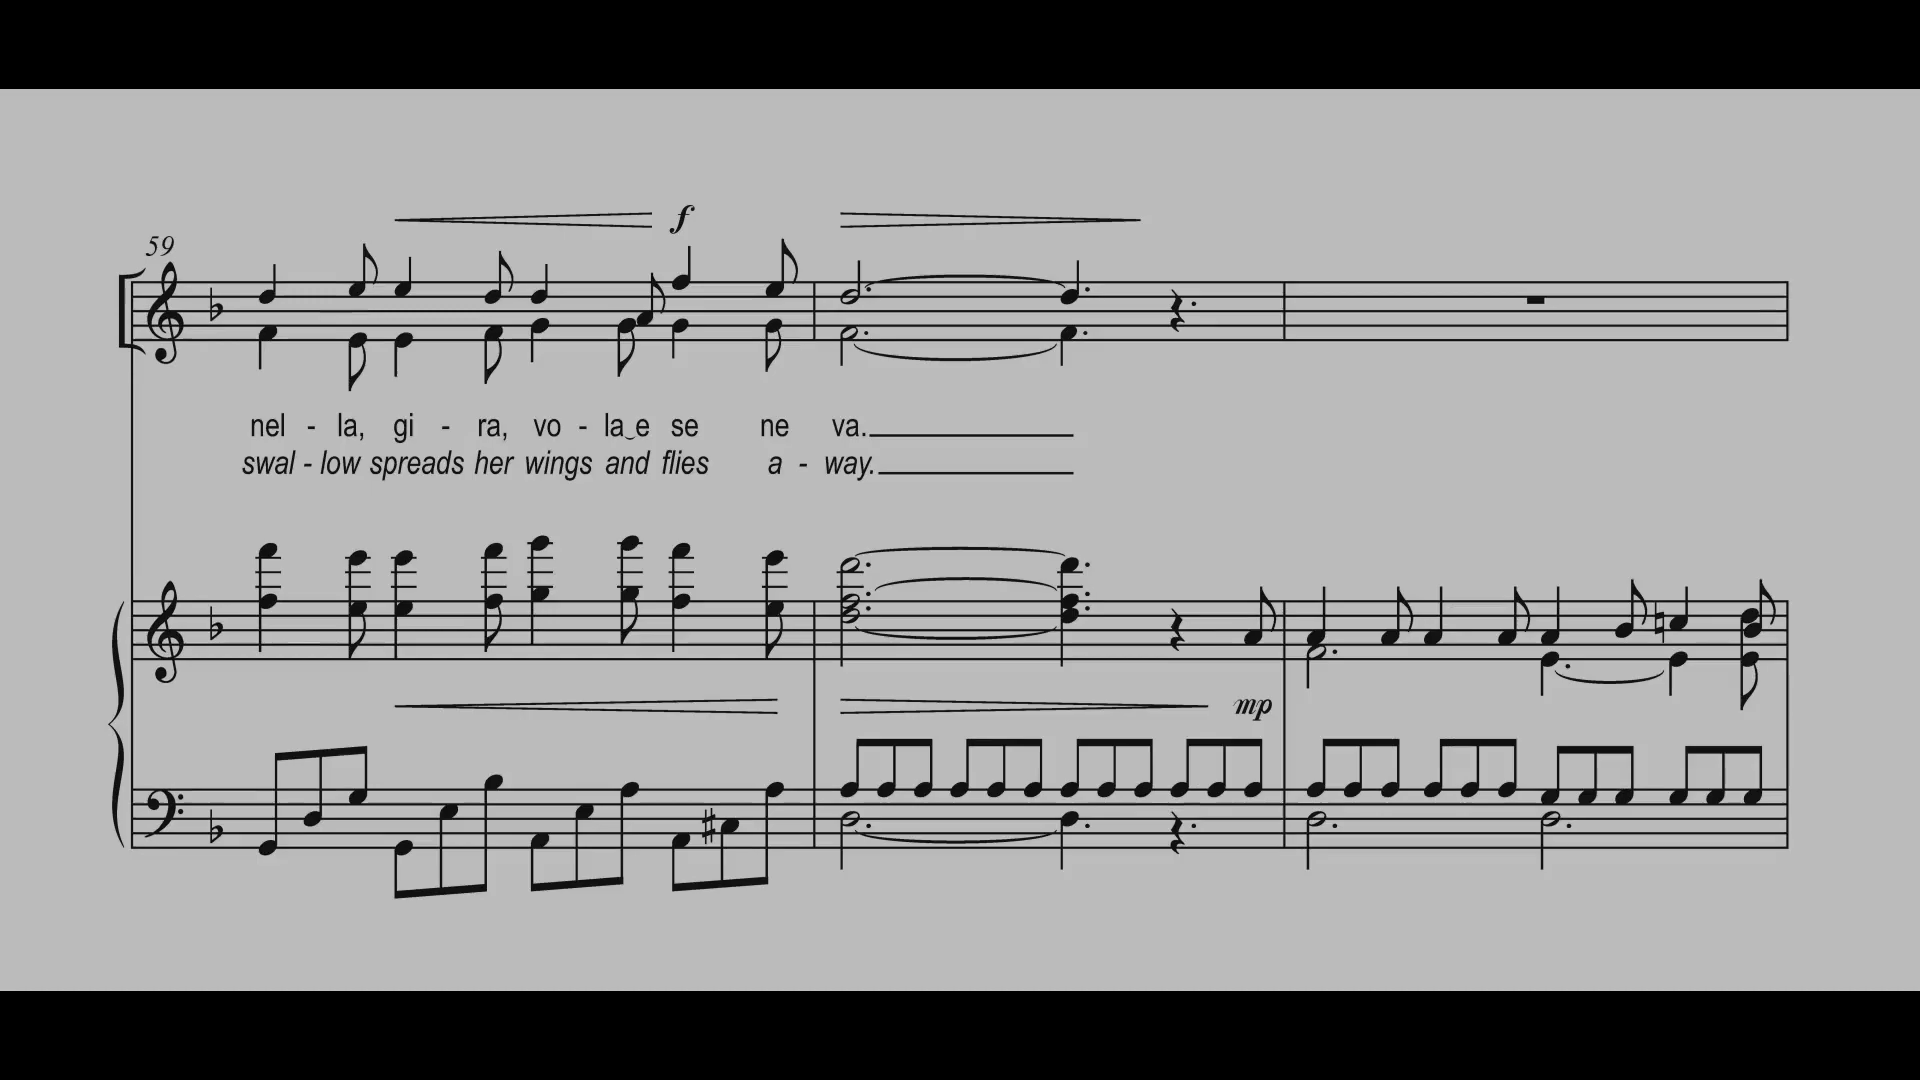 f
59
nel - la, gi - ra, vo - la‿e se ne va.
swal - low spreads her wings and flies a - way.
mp